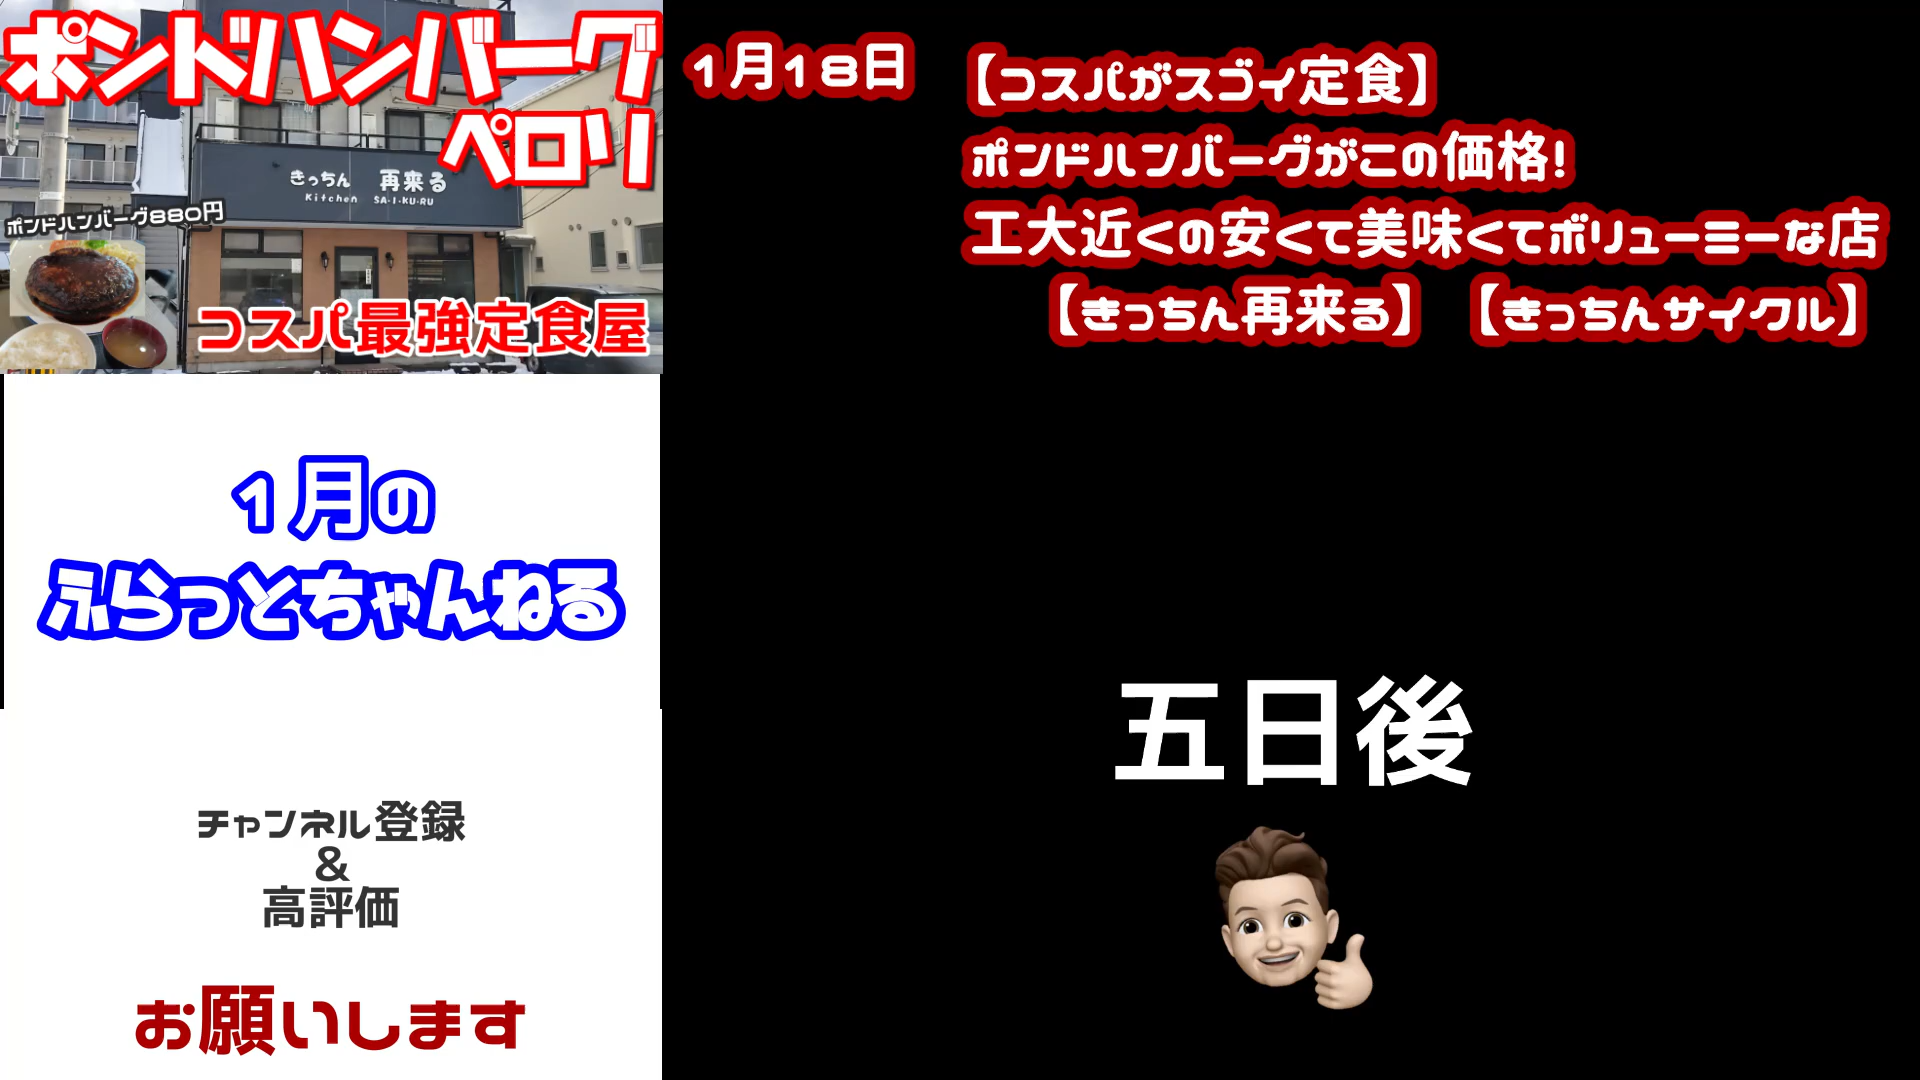 ポンドハンバーグ
ペロリ
きっちん 再来る
Kitchen SA・I・KU・RU
ポンドハンバーグ880円
コスパ最強定食屋
1月18日
【コスパがスゴイ定食】
ポンドハンバーグがこの価格!
工大近くの安くて美味くてボリューミーな店
【きっちん再来る】 【きっちんサイクル】
1月の
ふらっとちゃんねる
五日後
チャンネル登録
&
高評価
お願いします